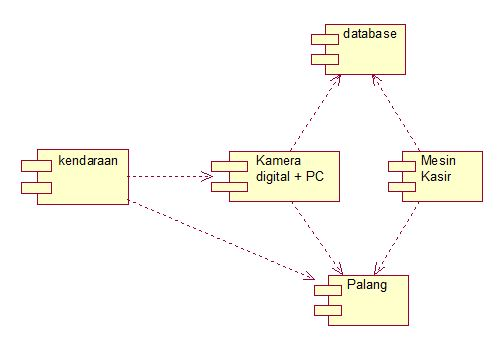 database
kendaraan
Kamera
digital + PC
Mesin
Kasir
Palang